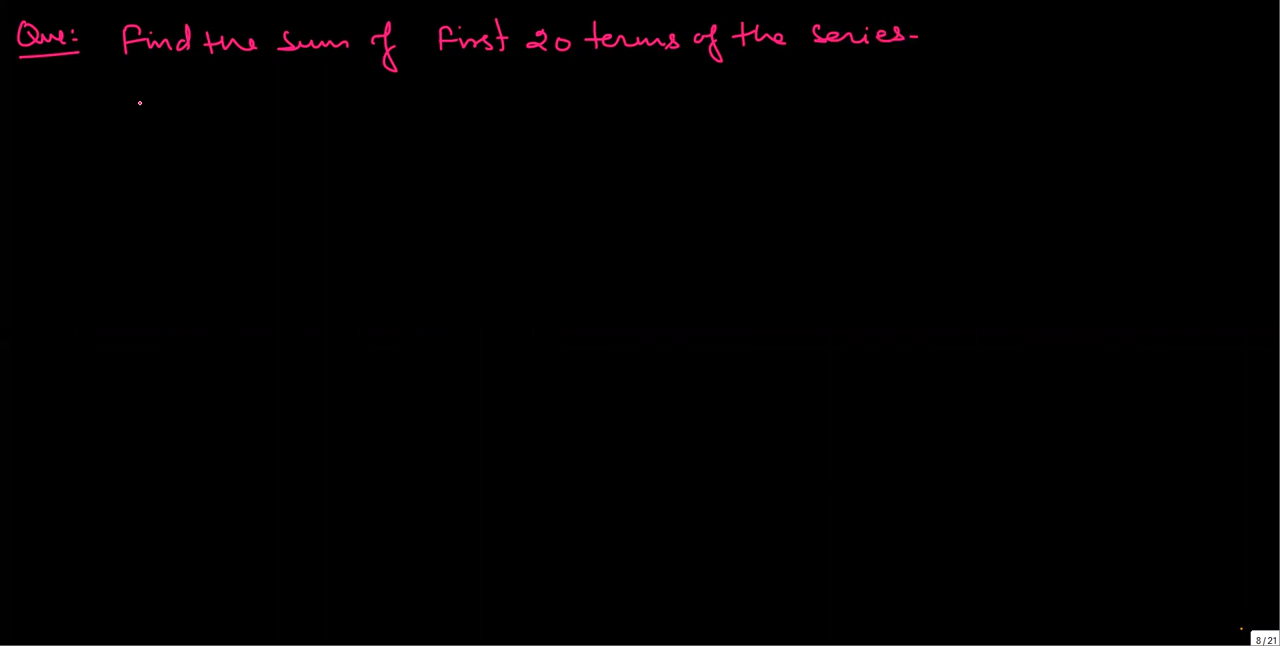 Que: Find the sum of first 20 terms of the series-
8/21